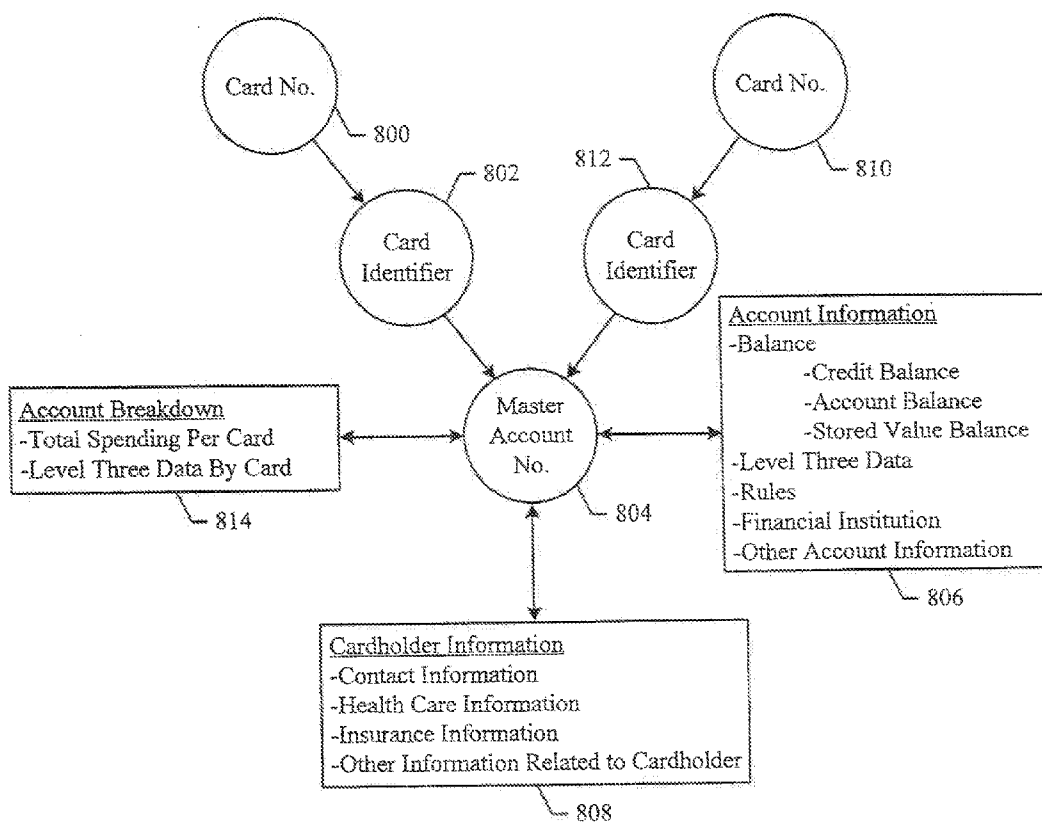 Card No.
800
Card No.
810
802
Card
Identifier
812
Card
Identifier
Master
Account
No.
804
Account Breakdown
-Total Spending Per Card
-Level Three Data By Card
814
Account Information
-Balance
-Credit Balance
-Account Balance
-Stored Value Balance
-Level Three Data
-Rules
-Financial Institution
-Other Account Information
806
Cardholder Information
-Contact Information
-Health Care Information
-Insurance Information
-Other Information Related to Cardholder
808